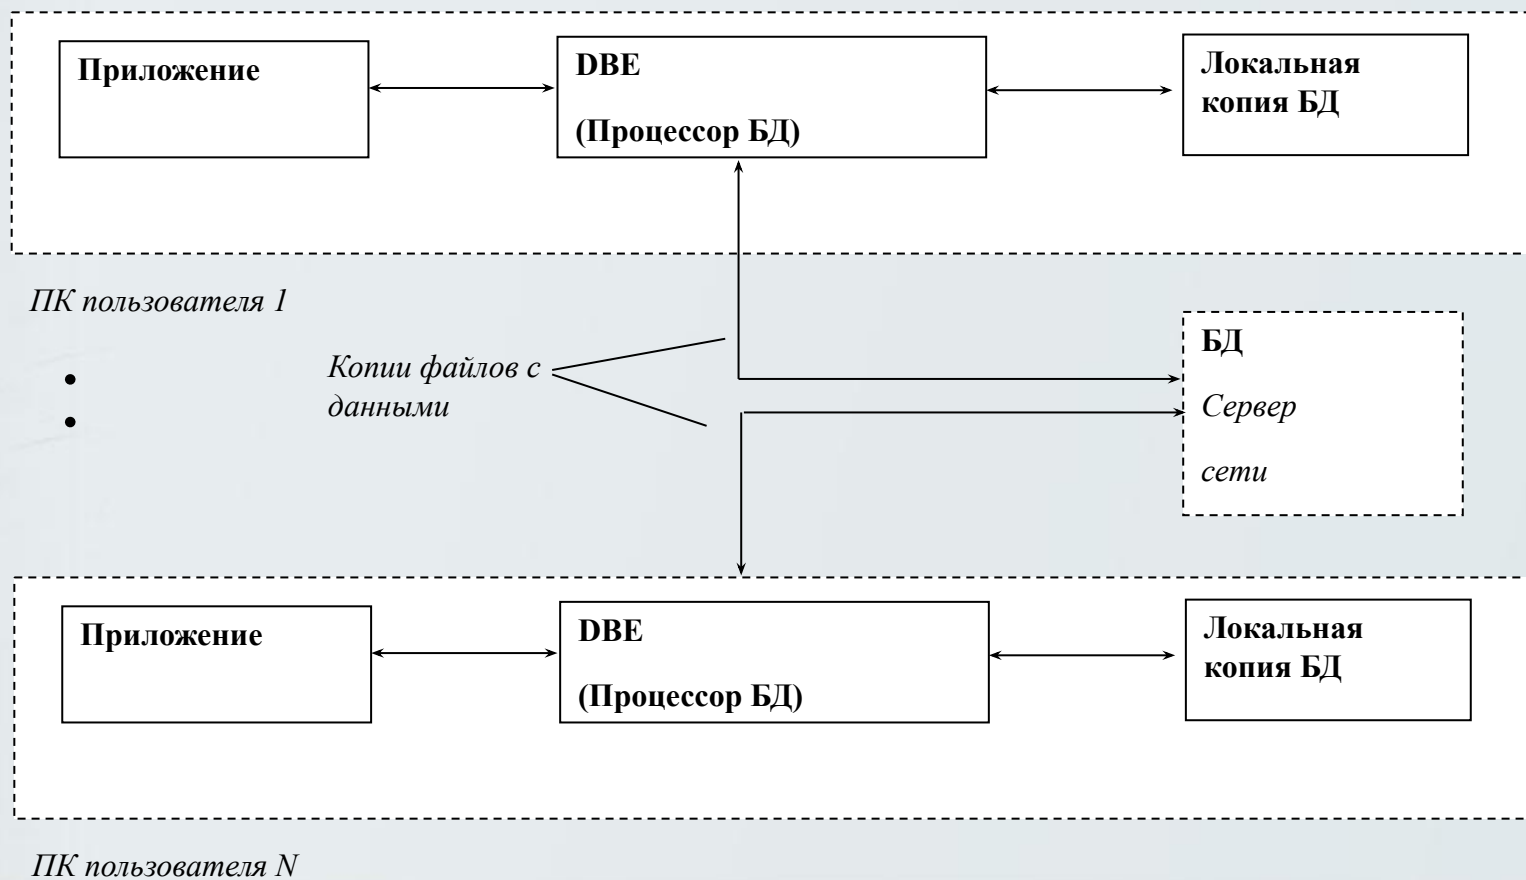 Приложение
DBE
(Процессор БД)
Локальная
копия БД
ПК пользователя 1
Копии файлов с
данными
БД
Сервер
сети
Приложение
DBE
(Процессор БД)
Локальная
копия БД
ПК пользователя N